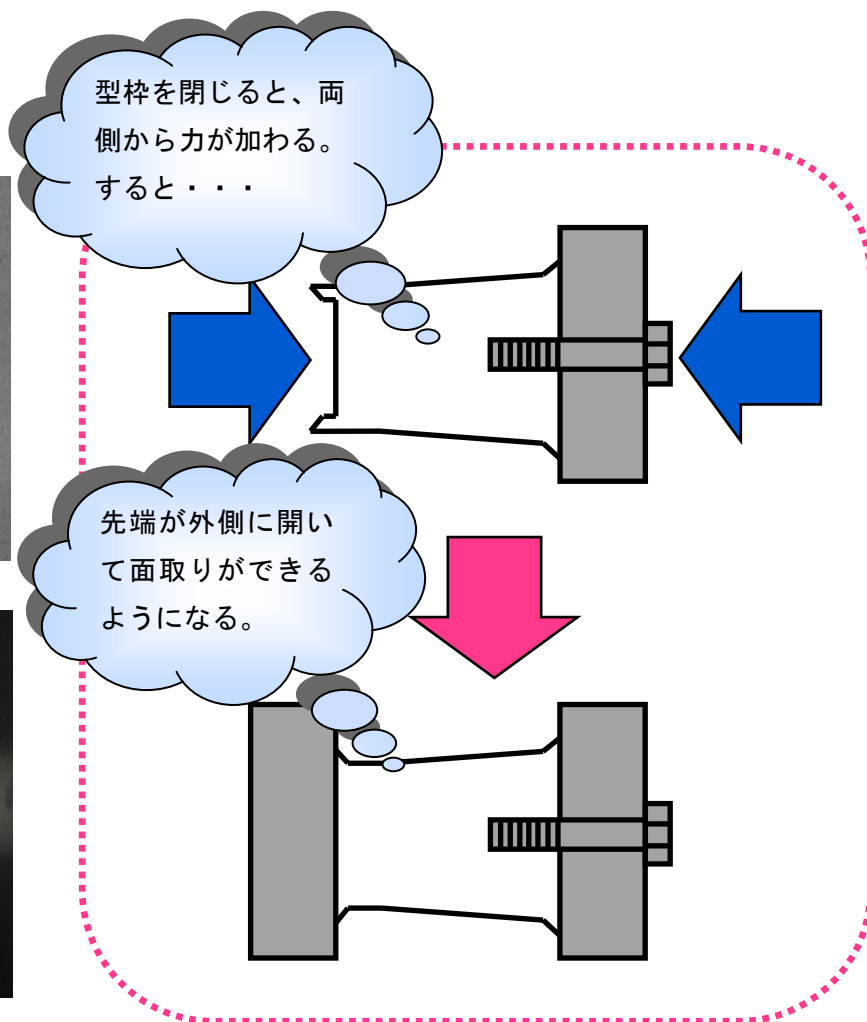 型枠を閉じると、両
側から力が加わる。
すると・・・
先端が外側に開い
て面取りができる
ようになる。